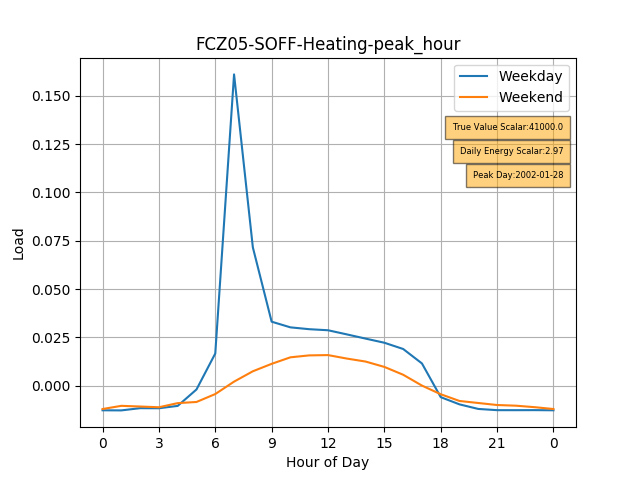 FCZ05-SOFF-Heating-peak_hour
Weekday
Weekend
True Value Scalar:41000.0
Daily Energy Scalar:2.97
Peak Day:2002-01-28
Load
0.150
0.125
0.100
0.075
0.050
0.025
0.000
0 3 6 9 12 15 18 21 0
Hour of Day